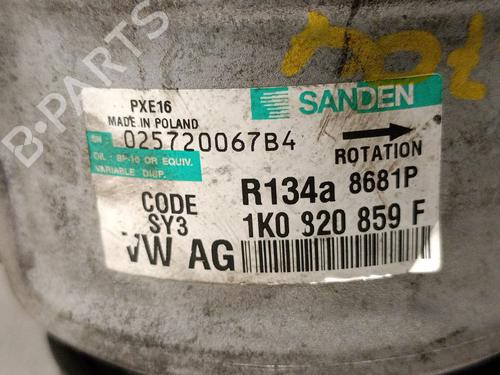 B-PARTS
SANDEN
PXE16
MADE IN POLAND
SN: 025720067B4
OIL: SP-10 OR EQUIV.
VARIABLE DISP.
ROTATION
CODE
SY3
R134a 8681P
1K0 820 859 F
VW AG